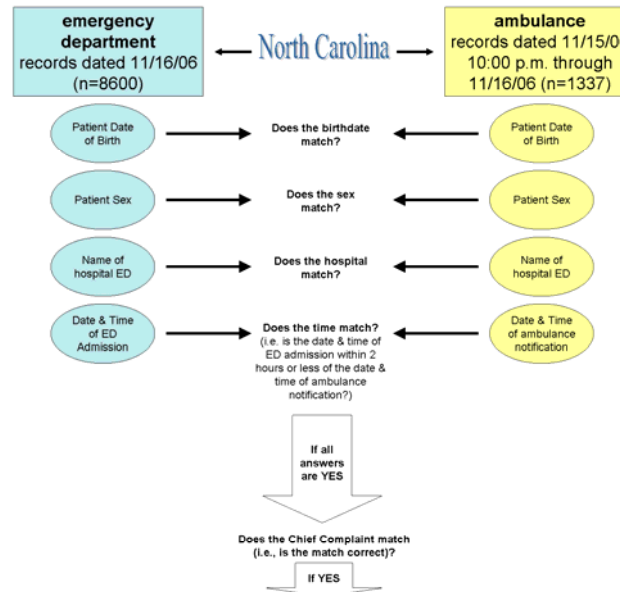 emergency
department
records dated 11/16/06
(n=8600)
North Carolina
ambulance
records dated 11/15/0
10:00 p.m. through
11/16/06 (n=1337)
Patient Date
of Birth
Does the birthdate
match?
Patient Date
of Birth
Patient Sex
Does the sex
match?
Patient Sex
Name of
hospital ED
Does the hospital
match?
Name of
hospital ED
Date & Time
of ED
Admission
Does the time match?
(i.e. is the date & time of
ED admission within 2
hours or less of the date &
time of ambulance
notification?)
Date & Time
of ambulance
notification
If all
answers
are YES
Does the Chief Complaint match
(i.e., is the match correct)?
If YES